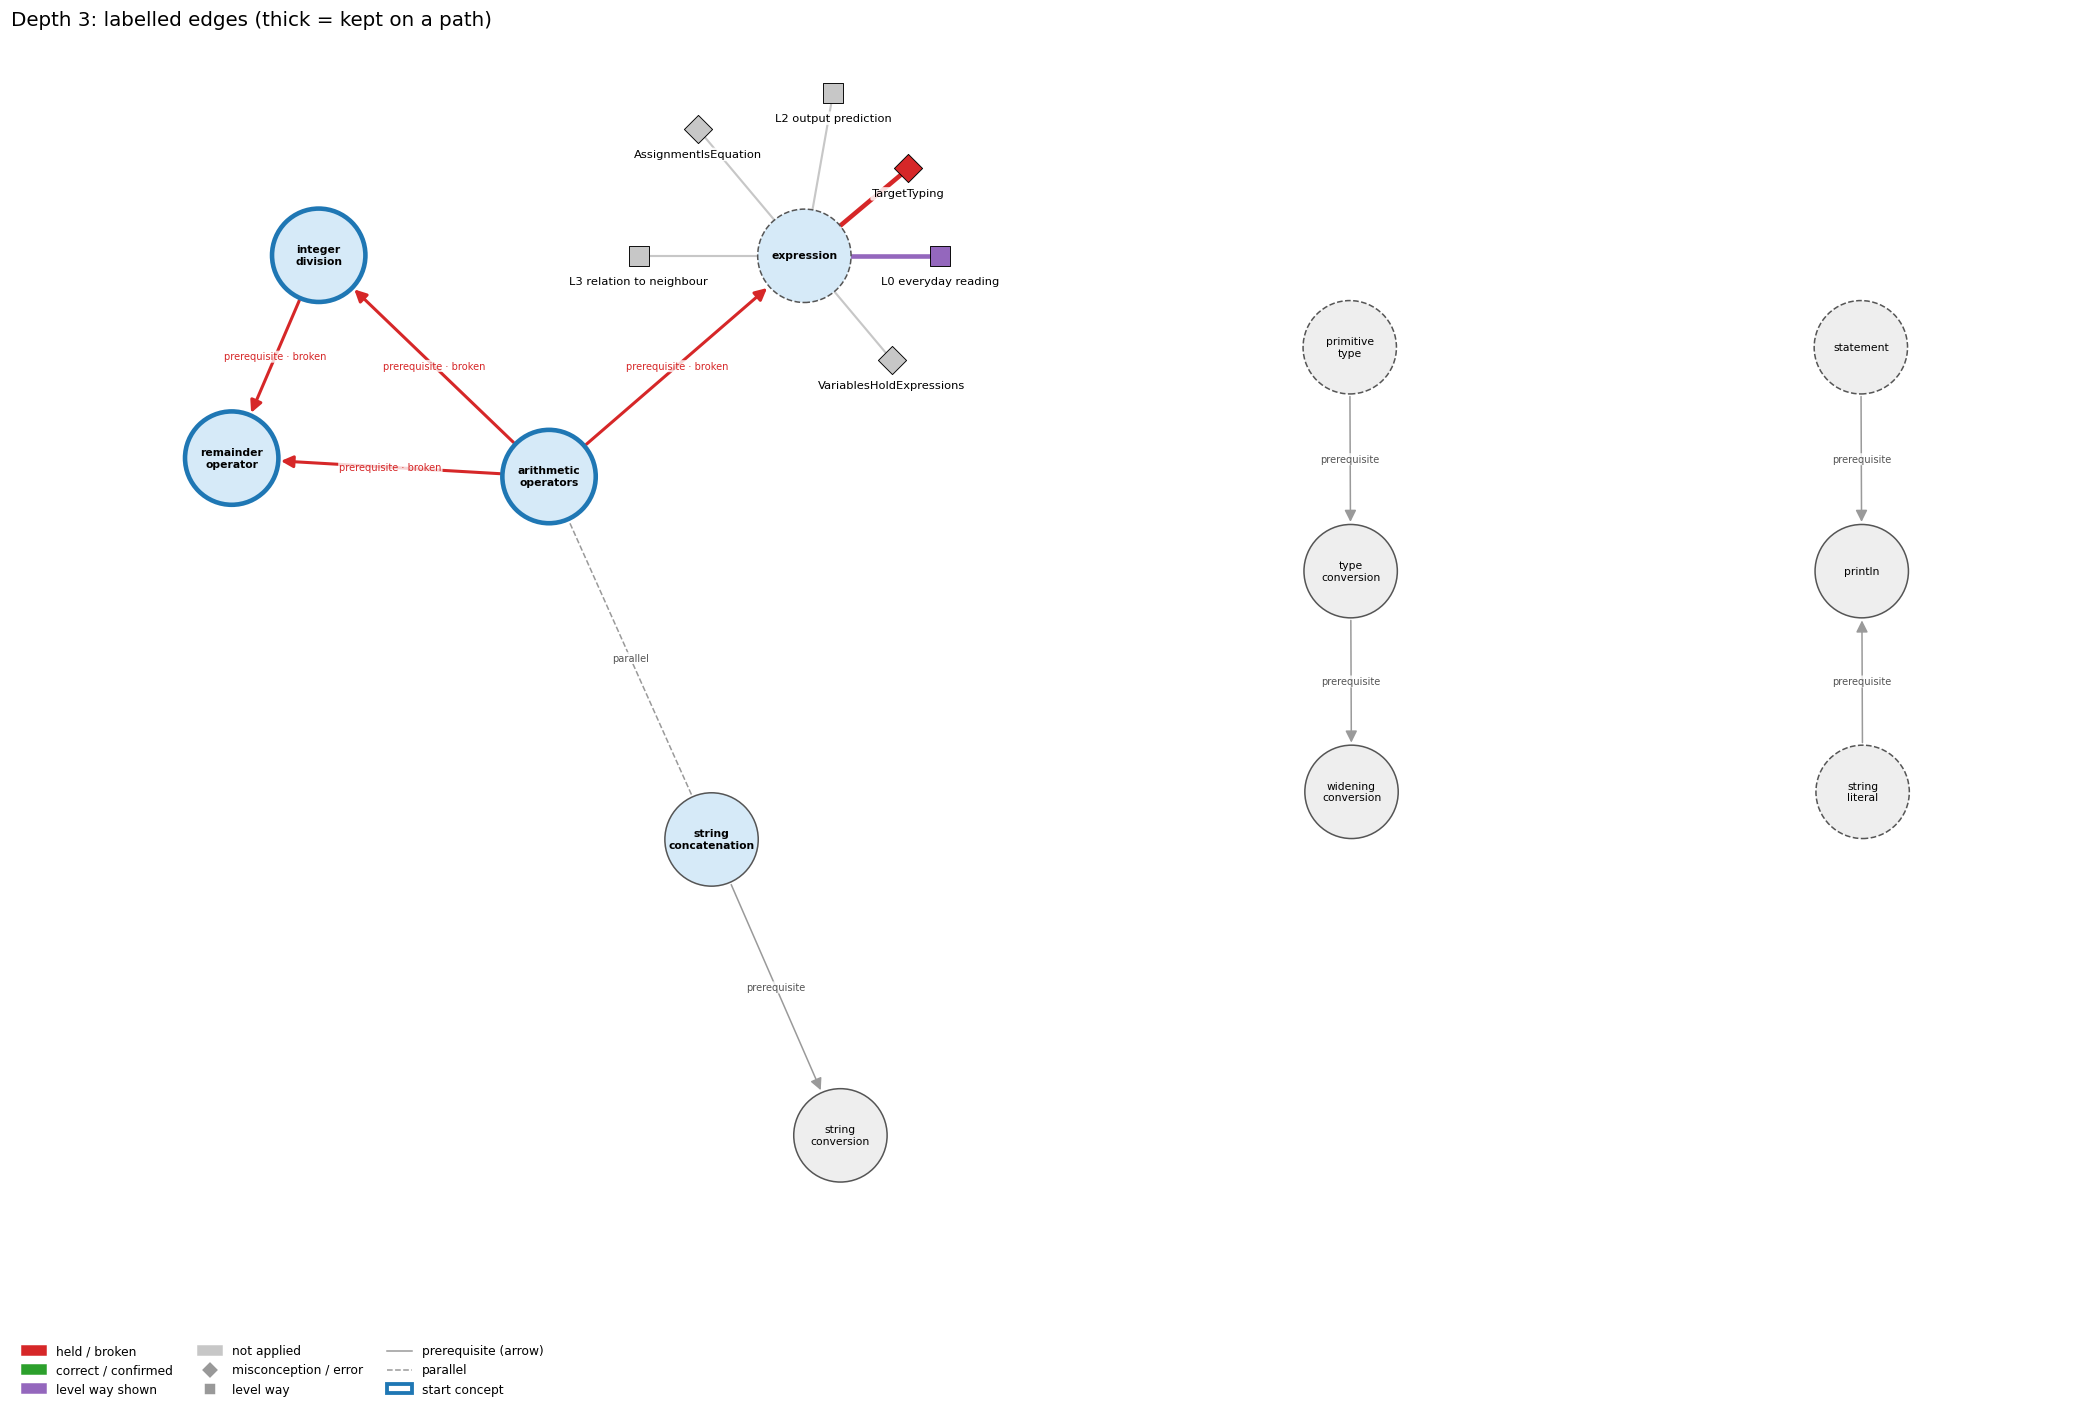 Depth 3: labelled edges (thick = kept on a path)
L2 output prediction
AssignmentIsEquation
TargetTyping
integer
division
expression
L3 relation to neighbour
L0 everyday reading
primitive
type
statement
prerequisite · broken
prerequisite · broken
prerequisite · broken
VariablesHoldExpressions
remainder
operator
prerequisite · broken
arithmetic
operators
prerequisite
prerequisite
type
conversion
println
parallel
prerequisite
prerequisite
string
concatenation
widening
conversion
string
literal
prerequisite
string
conversion
held / broken
correct / confirmed
level way shown
not applied
misconception / error
level way
prerequisite (arrow)
parallel
start concept